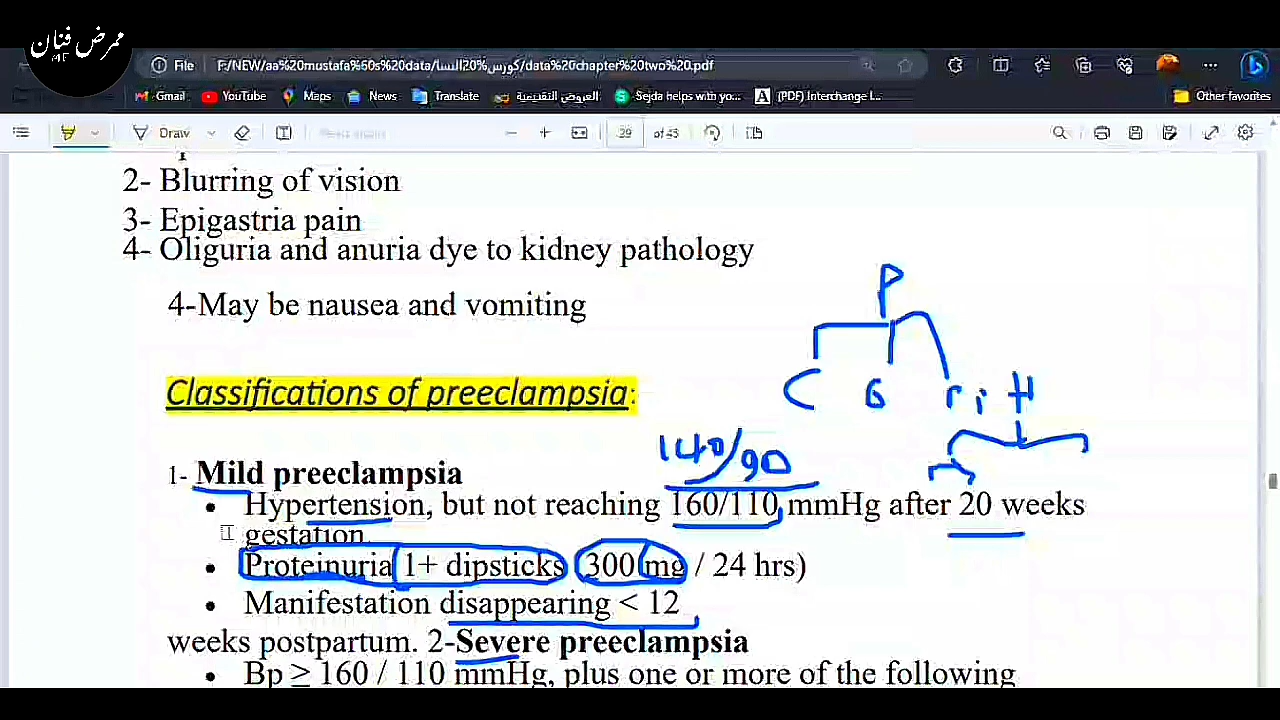 ممرض فنان
File F:/NEW/aa%20mustafa%60s%20data/كورس%20النسا/data%20chapter%20two%20.pdf
Gmail YouTube Maps News Translate العروض التقديمية Sejda helps with yo... (PDF) Interchange I... Other favorites
Draw 29 of 43
2- Blurring of vision
3- Epigastria pain
4- Oliguria and anuria dye to kidney pathology
4-May be nausea and vomiting
P
C G r i H
Classifications of preeclampsia:
140/90
1- Mild preeclampsia
• Hypertension, but not reaching 160/110 mmHg after 20 weeks
gestation.
• Proteinuria 1+ dipsticks (300 mg / 24 hrs)
• Manifestation disappearing < 12
weeks postpartum. 2-Severe preeclampsia
• Bp ≥ 160 / 110 mmHg, plus one or more of the following